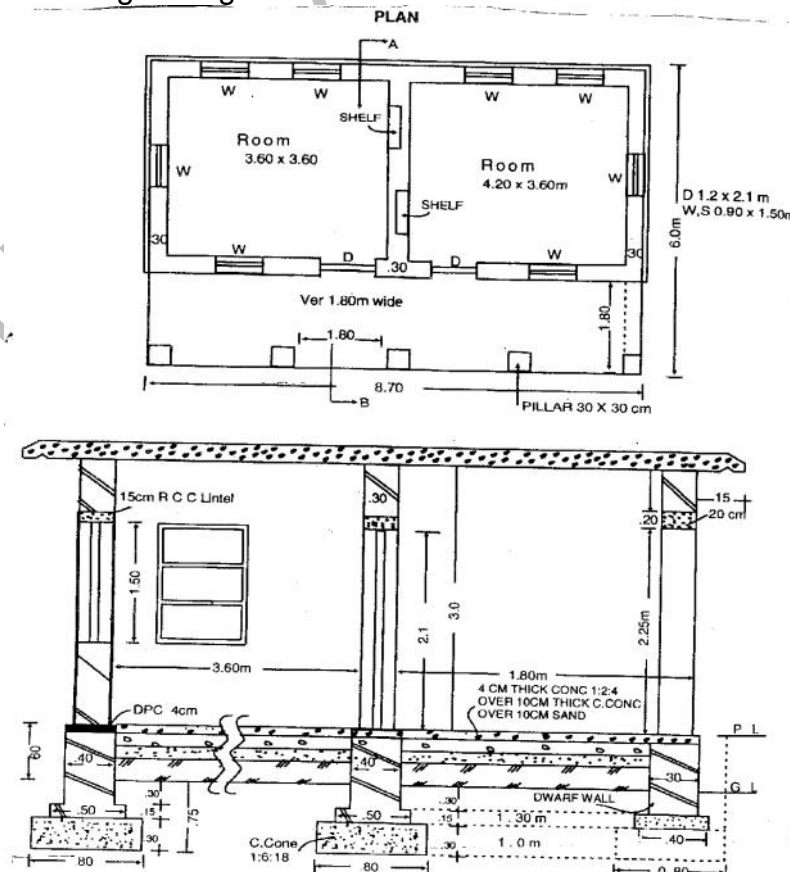 PLAN
A
W
W
W
W
SHELF
Room
3.60 x 3.60
Room
4.20 x 3.60m
W
W
SHELF
D 1.2 x 2.1 m
W,S 0.90 x 1.50m
6.0m
.30
W
D
.30
D
W
.30
Ver 1.80m wide
1.80
1.80
8.70
B
PILLAR 30 X 30 cm
15cm R C C Lintel
.30
15
.20
20 cm
1.50
2.1
3.0
2.25m
3.60m
1.80m
4 CM THICK CONC 1:2:4
OVER 10CM THICK C.CONC
OVER 10CM SAND
DPC 4cm
P L
60
.40
.40
.30
G L
DWARF WALL
.30
.75
.50
.15
.30
.50
.30
.15
.30
1.30 m
1.0 m
.40
C.Conc
1:6:18
80
80
0.80